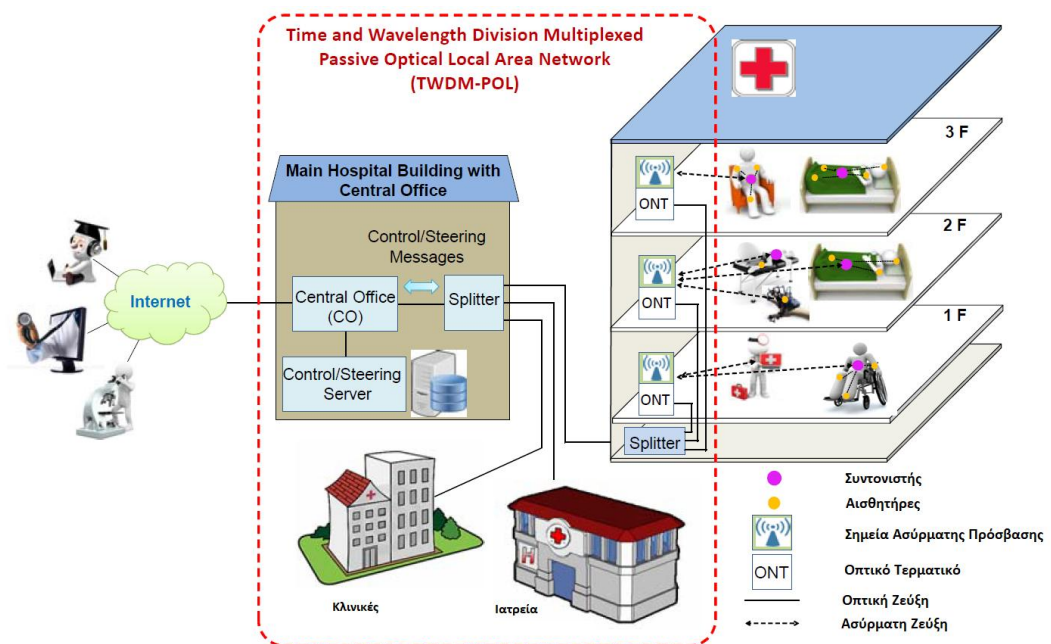 Time and Wavelength Division Multiplexed
Passive Optical Local Area Network
(TWDM-POL)
3 F
Main Hospital Building with
Central Office
ONT
Control/Steering
Messages
2 F
Internet
Central Office
(CO)
Splitter
ONT
1 F
Control/Steering
Server
ONT
Splitter
Συντονιστής
Αισθητήρες
Σημεία Ασύρματης Πρόσβασης
ONT
Οπτικό Τερματικό
Οπτική Ζεύξη
Ασύρματη Ζεύξη
Κλινικές
Ιατρεία
H